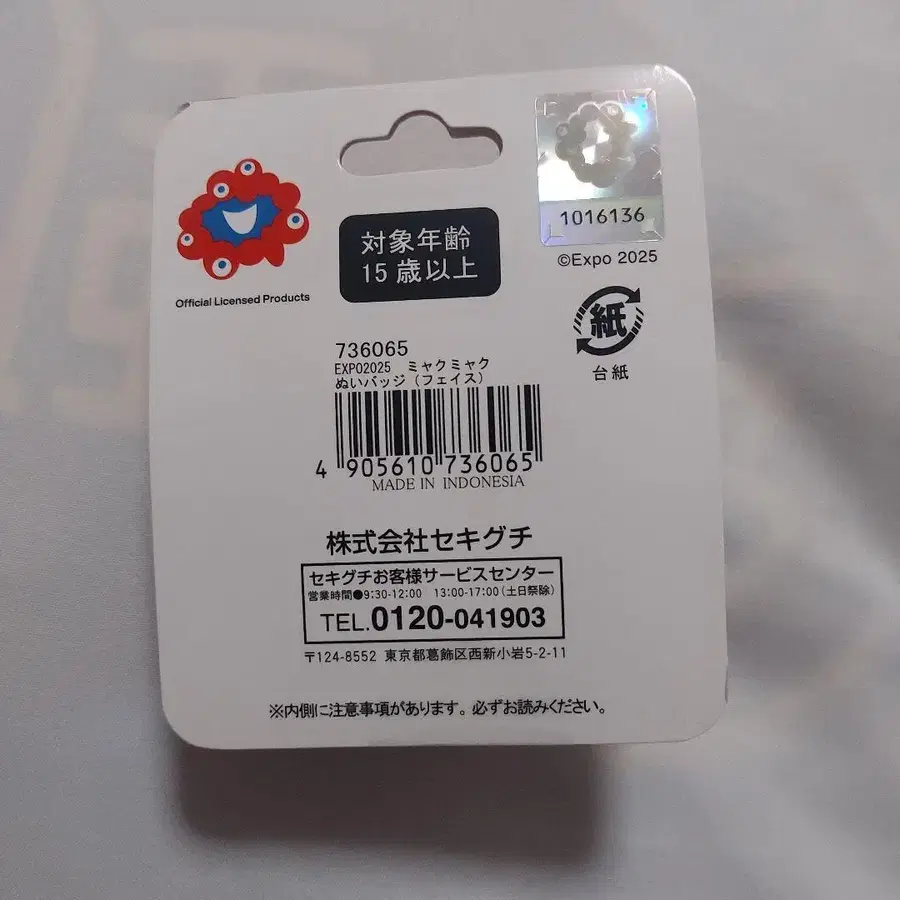 Official Licensed Products
対象年齢
15歳以上
1016136
©Expo 2025
紙
台紙
736065
EXPO2025 ミャクミャク
ぬいバッジ（フェイス）
4 905610 736065
MADE IN INDONESIA
株式会社セキグチ
セキグチお客様サービスセンター
営業時間●9:30-12:00 13:00-17:00（土日祭除）
TEL.0120-041903
〒124-8552 東京都葛飾区西新小岩5-2-11
※内側に注意事項があります。必ずお読みください。